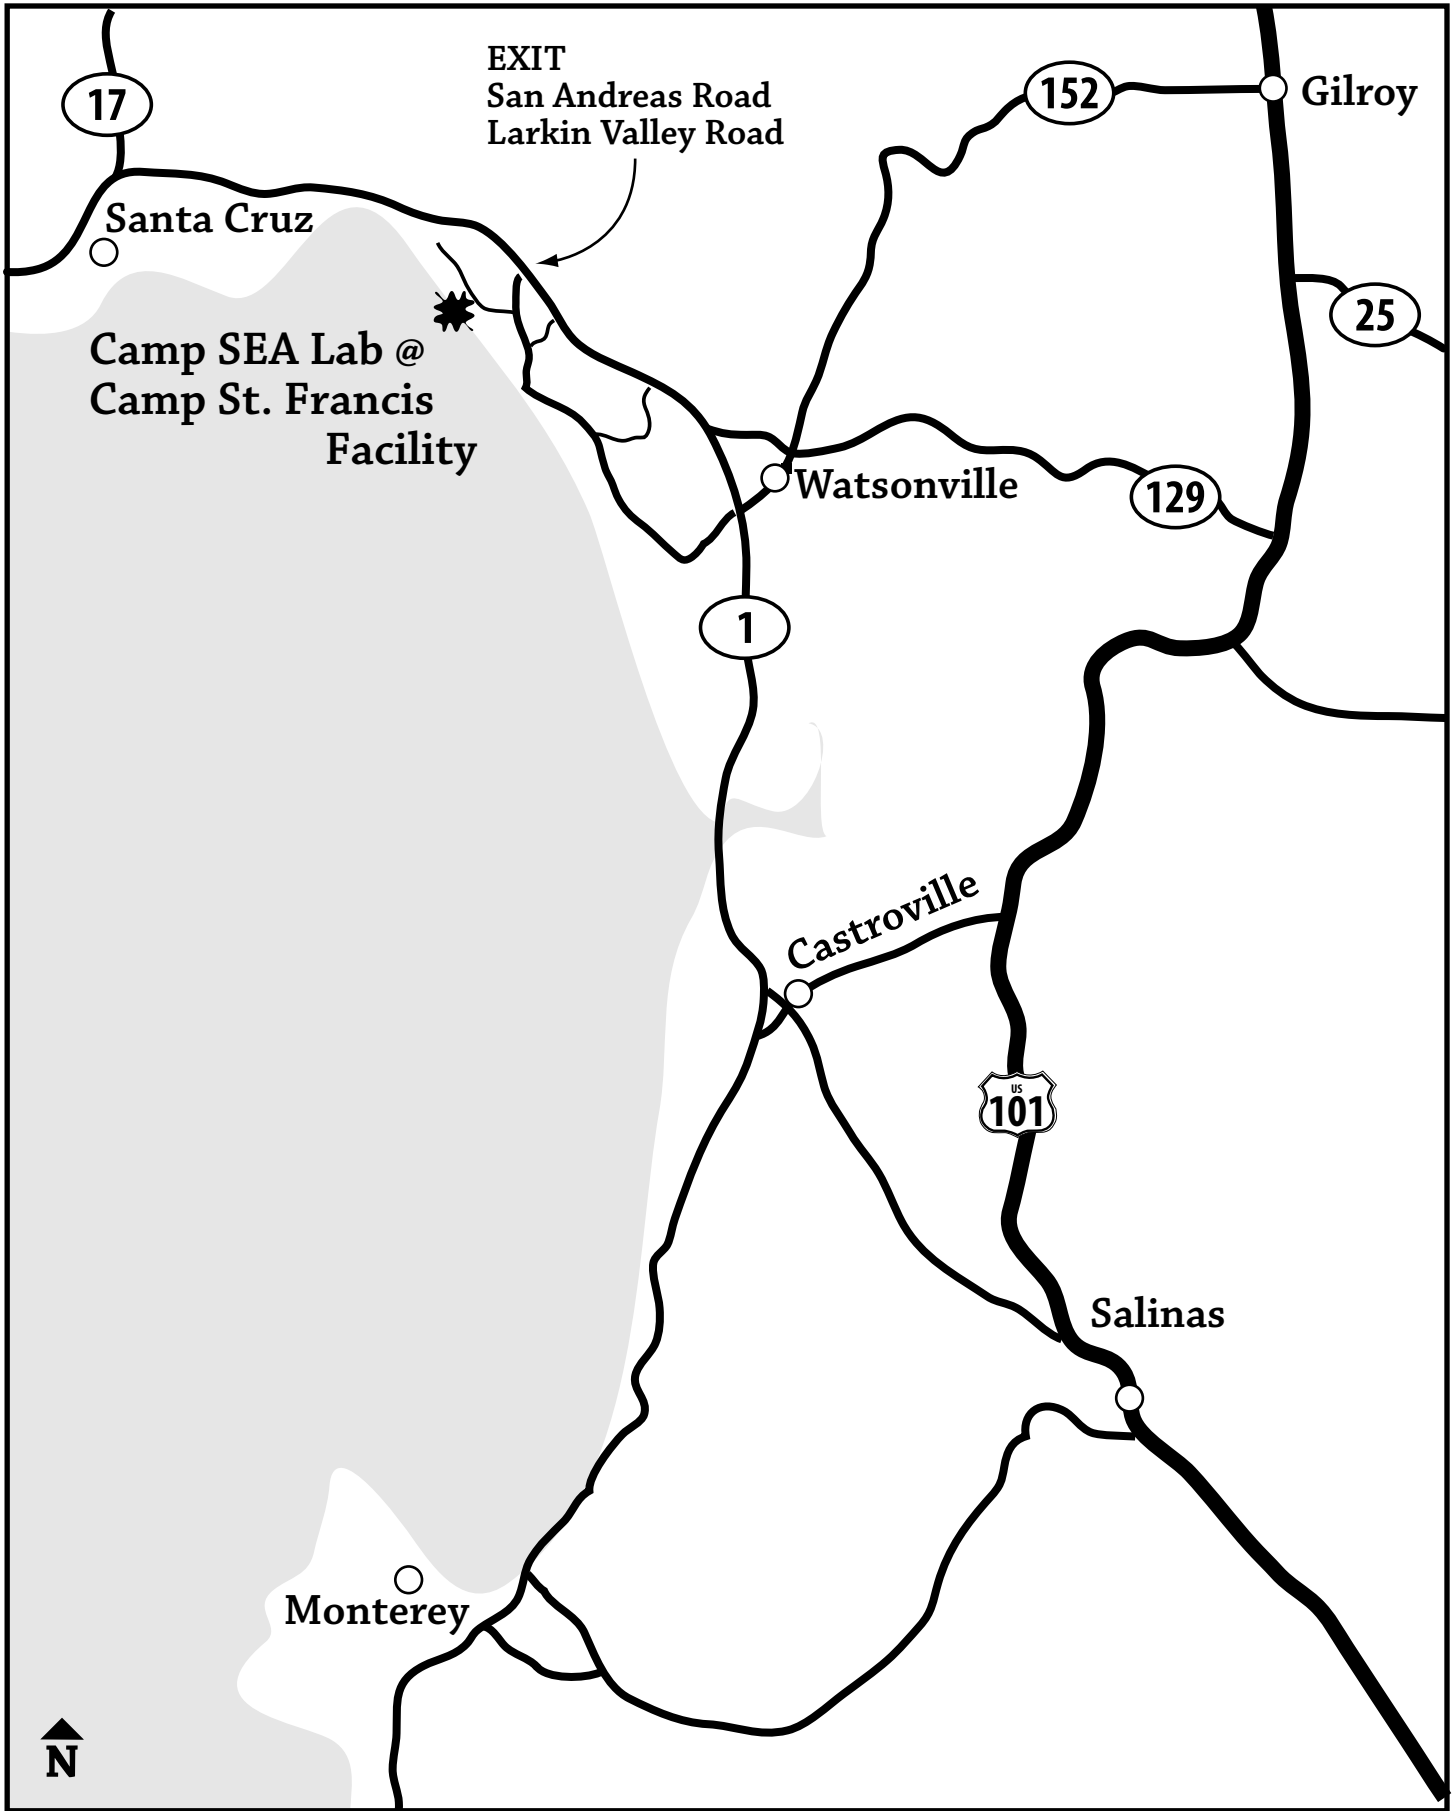 EXIT
San Andreas Road
Larkin Valley Road
17
152
Gilroy
Santa Cruz
25
Camp SEA Lab @
Camp St. Francis
Facility
Watsonville
129
1
Castroville
US
101
Salinas
Monterey
N